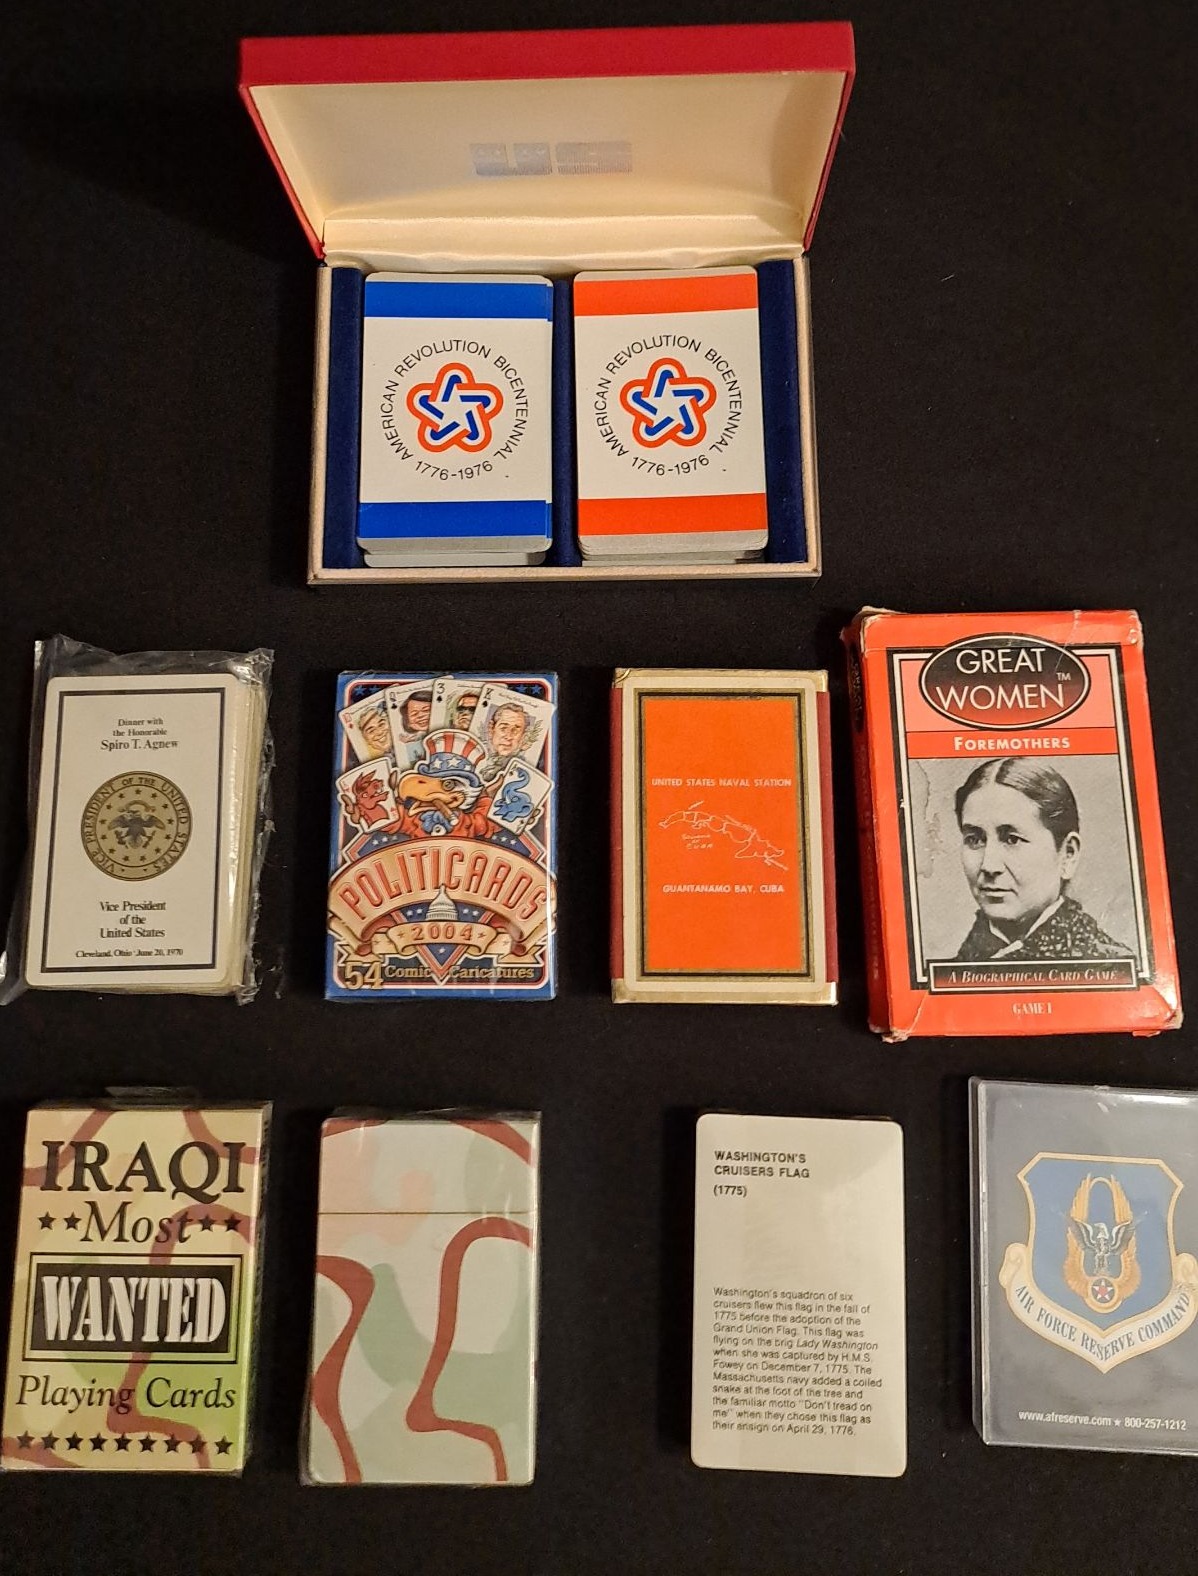 US
AMERICAN REVOLUTION BICENTENNIAL
1776-1976
AMERICAN REVOLUTION BICENTENNIAL
1776-1976
Dinner with
the Honorable
Spiro T. Agnew
VICE PRESIDENT OF THE UNITED STATES
Vice President
of the
United States
Cleveland, Ohio June 20, 1970
Q
Q
3
K
POLITICARDS
2004
54 Comic Caricatures
UNITED STATES NAVAL STATION
CUBA
GUANTANAMO BAY, CUBA
GREAT
WOMEN™
FOREMOTHERS
A BIOGRAPHICAL CARD GAME
GAME I
IRAQI
Most
WANTED
Playing Cards
WASHINGTON'S
CRUISERS FLAG
(1775)
Washington's squadron of six
cruisers flew this flag in the fall of
1775 before the adoption of the
Grand Union Flag. This flag was
flying on the brig Lady Washington
when she was captured by H.M.S.
Fowey on December 7, 1775. The
Massachusetts navy added a coiled
snake at the foot of the tree and
the familiar motto "Don't tread on
me" when they chose this flag as
their ensign on April 29, 1776.
AIR FORCE RESERVE COMMAND
www.afreserve.com ★ 800-257-1212